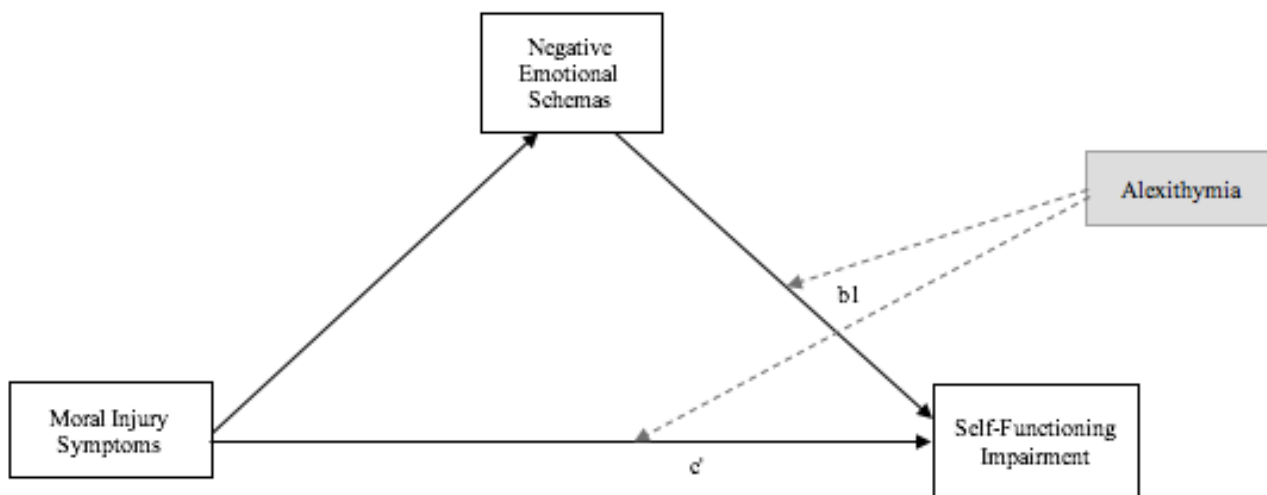 Negative
Emotional
Schemas
Alexithymia
b1
Moral Injury
Symptoms
Self-Functioning
Impairment
c'